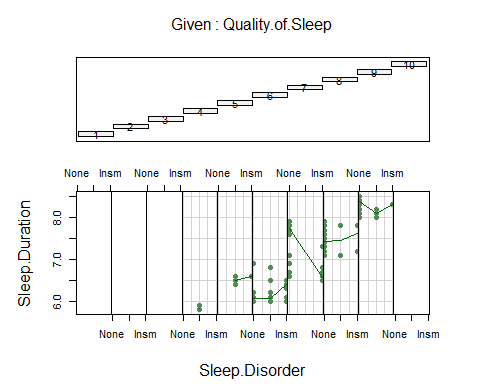 Given : Quality.of.Sleep
10
9
8
7
6
5
4
3
2
1
None Insm None Insm None Insm None Insm None Insm
Sleep.Duration
8.0
7.0
6.0
None Insm None Insm None Insm None Insm None Insm
Sleep.Disorder